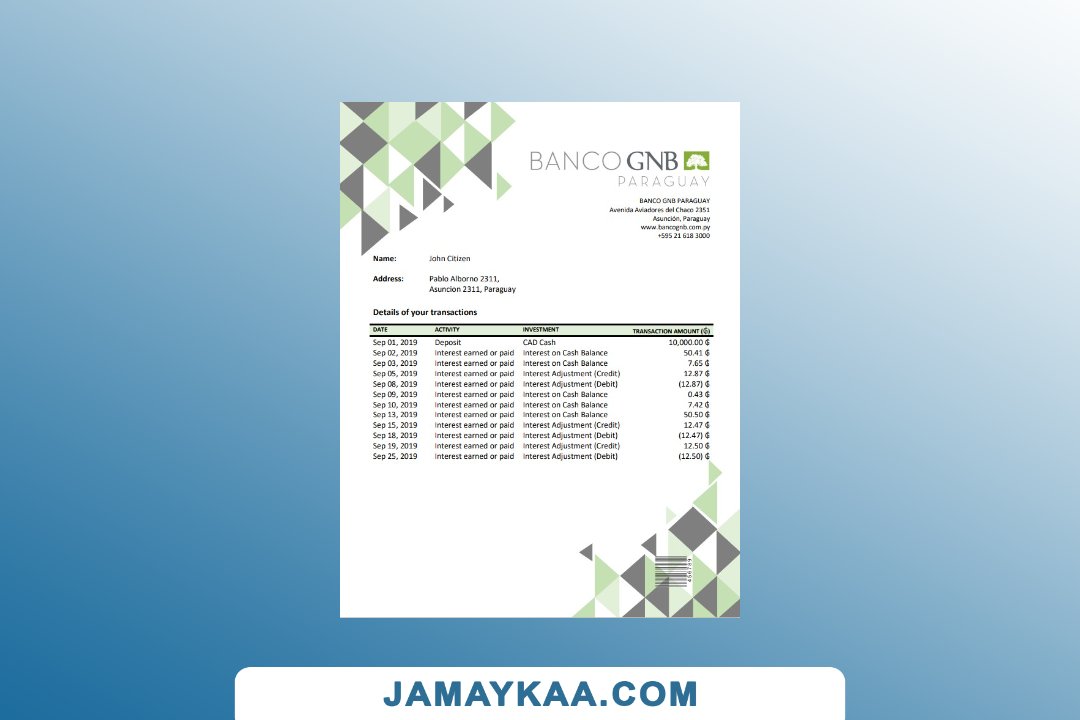 BANCO GNB
PARAGUAY
BANCO GNB PARAGUAY
Avenida Aviadores del Chaco 2351
Asunción, Paraguay
www.bancognb.com.py
+595 21 618 3000
Name: John Citizen
Address: Pablo Alborno 2311,
Asuncion 2311, Paraguay
Details of your transactions
DATE ACTIVITY INVESTMENT TRANSACTION AMOUNT (₲)
Sep 01, 2019 Deposit CAD Cash 10,000.00 ₲
Sep 02, 2019 Interest earned or paid Interest on Cash Balance 50.41 ₲
Sep 03, 2019 Interest earned or paid Interest on Cash Balance 7.65 ₲
Sep 05, 2019 Interest earned or paid Interest Adjustment (Credit) 12.87 ₲
Sep 08, 2019 Interest earned or paid Interest Adjustment (Debit) (12.87) ₲
Sep 09, 2019 Interest earned or paid Interest on Cash Balance 0.43 ₲
Sep 10, 2019 Interest earned or paid Interest on Cash Balance 7.42 ₲
Sep 13, 2019 Interest earned or paid Interest on Cash Balance 50.50 ₲
Sep 15, 2019 Interest earned or paid Interest Adjustment (Credit) 12.47 ₲
Sep 18, 2019 Interest earned or paid Interest Adjustment (Debit) (12.47) ₲
Sep 19, 2019 Interest earned or paid Interest Adjustment (Credit) 12.50 ₲
Sep 25, 2019 Interest earned or paid Interest Adjustment (Debit) (12.50) ₲
456789
JAMAYKAA.COM